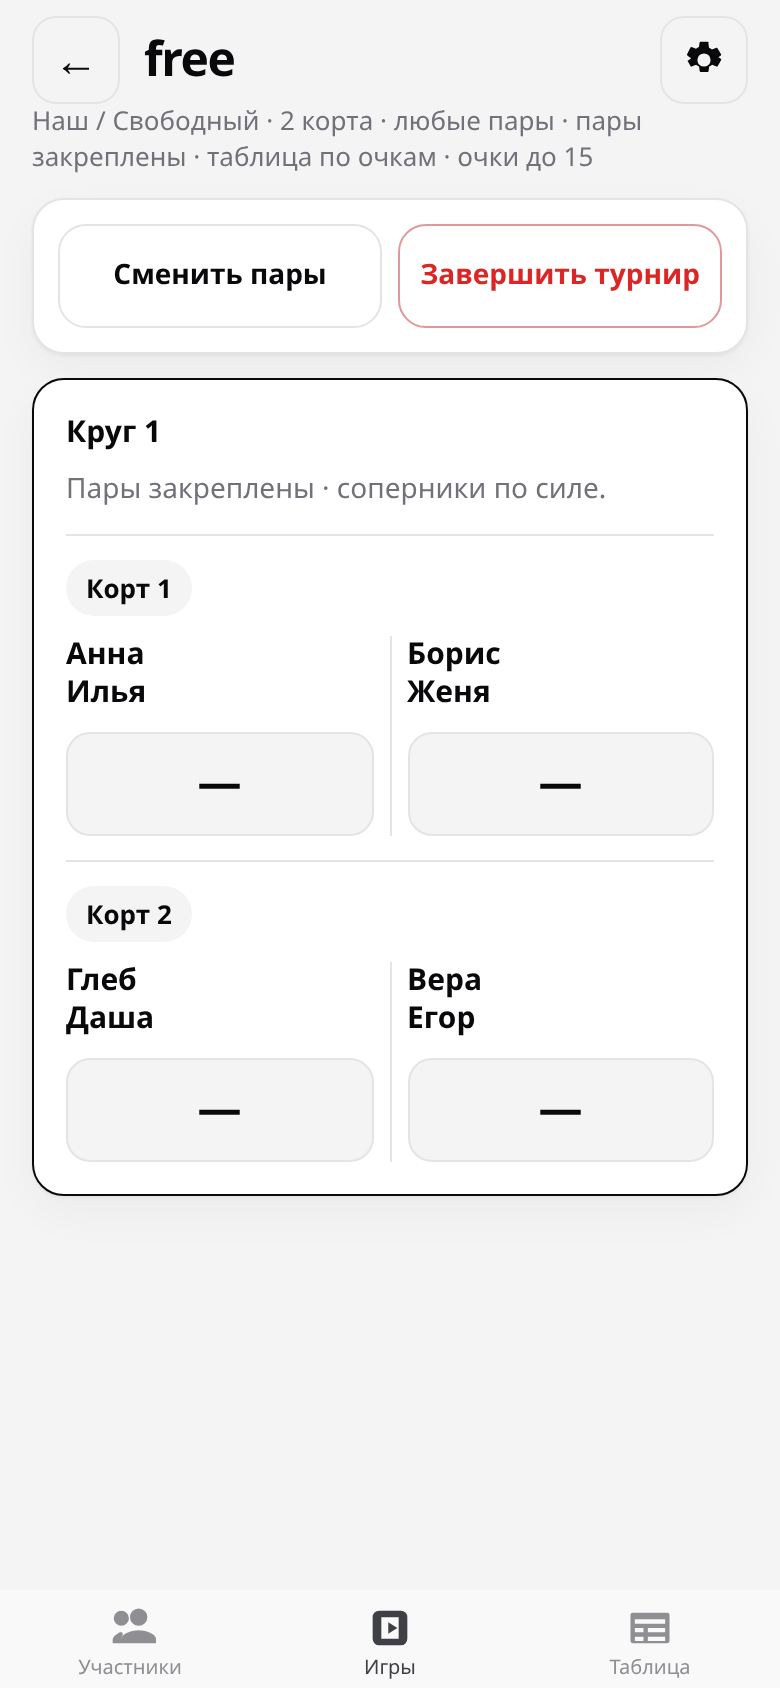 ← free
Наш / Свободный · 2 корта · любые пары · пары
закреплены · таблица по очкам · очки до 15
Сменить пары
Завершить турнир
Круг 1
Пары закреплены · соперники по силе.
Корт 1
Анна
Илья
Борис
Женя
—
—
Корт 2
Глеб
Даша
Вера
Егор
—
—
Участники
Игры
Таблица